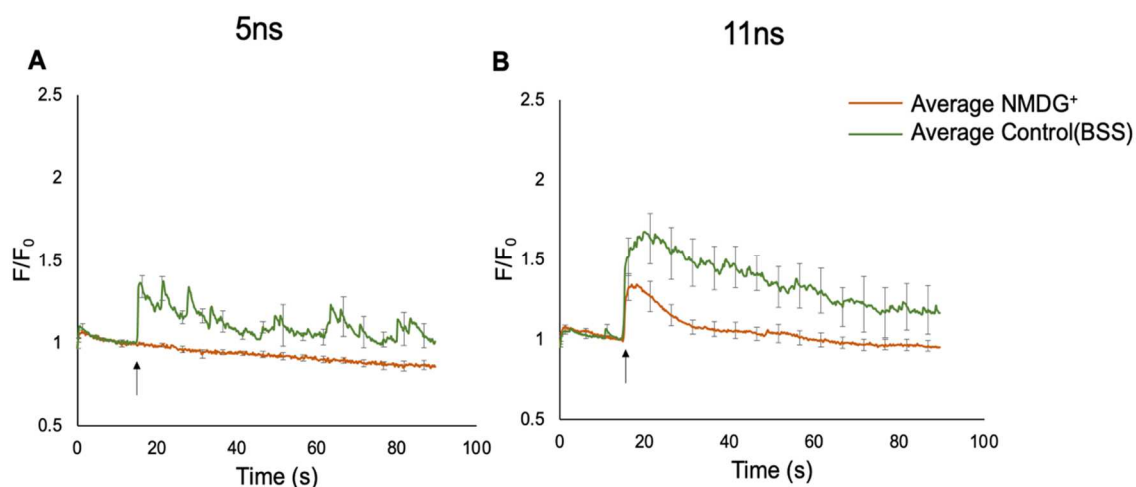 5ns
11ns
A
B
Average NMDG⁺
Average Control(BSS)
2.5
2
1.5
1
0.5
F/F₀
0 20 40 60 80 100
Time (s)
2.5
2
1.5
1
0.5
F/F₀
0 20 40 60 80 100
Time (s)